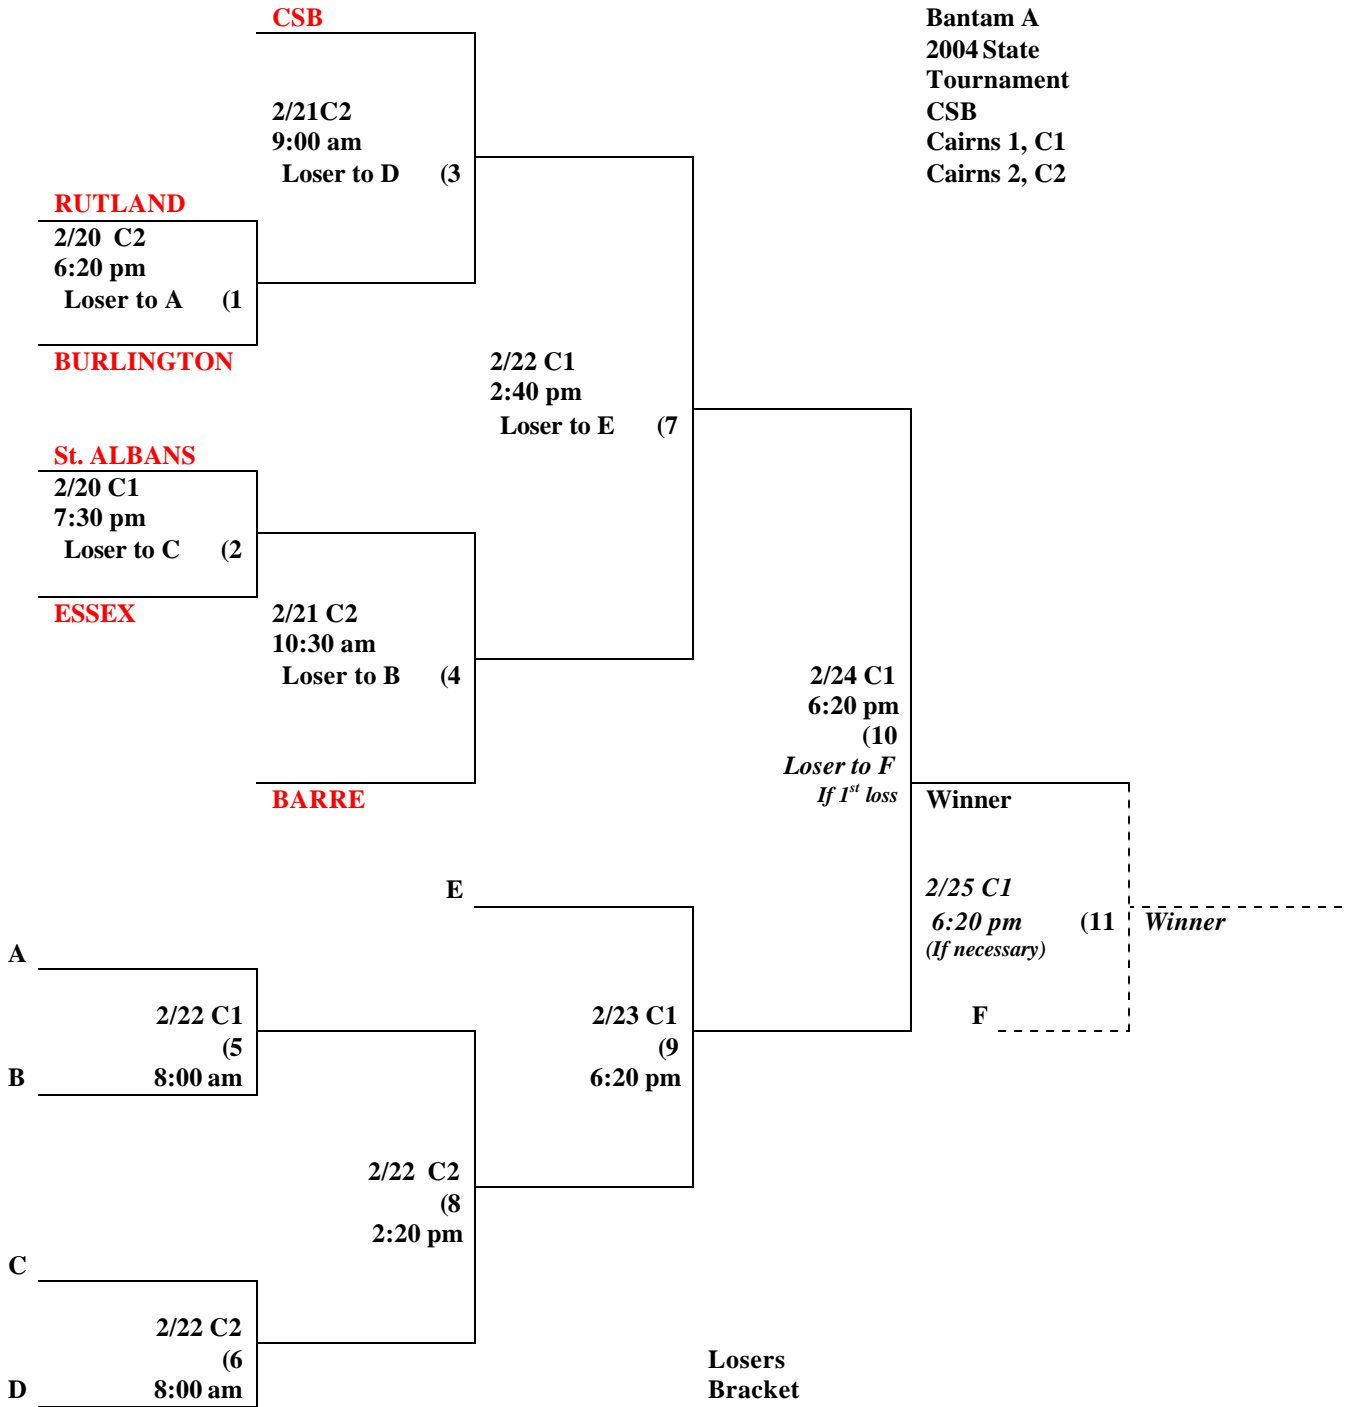 CSB
Bantam A
2004 State
Tournament
CSB
Cairns 1, C1
Cairns 2, C2
2/21C2
9:00 am
Loser to D (3
RUTLAND
2/20 C2
6:20 pm
Loser to A (1
BURLINGTON
2/22 C1
2:40 pm
Loser to E (7
St. ALBANS
2/20 C1
7:30 pm
Loser to C (2
ESSEX
2/21 C2
10:30 am
Loser to B (4
BARRE
2/24 C1
6:20 pm
(10
Loser to F
If 1st loss
Winner
2/25 C1
6:20 pm (11
(If necessary)
Winner
F
E
A
2/22 C1
(5
B 8:00 am
2/23 C1
(9
6:20 pm
2/22 C2
(8
2:20 pm
C
2/22 C2
(6
D 8:00 am
Losers
Bracket